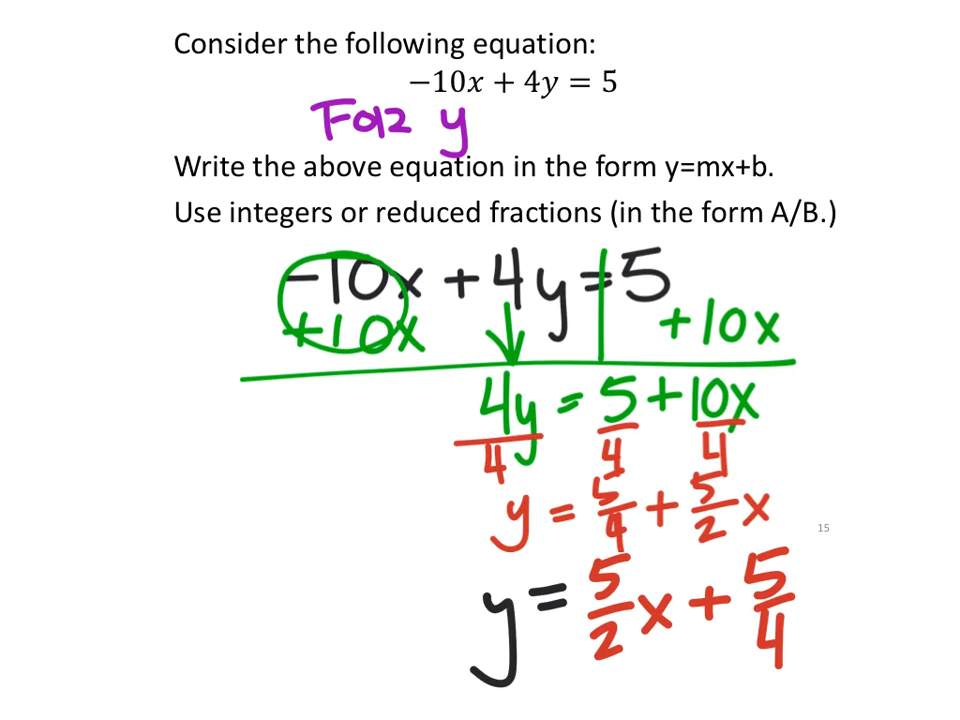 Consider the following equation:
−10x + 4y = 5
For y
Write the above equation in the form y=mx+b.
Use integers or reduced fractions (in the form A/B.)
-10x + 4y = 5
+10x +10x
4y = 5 + 10x
4 4 4
y = 5/4 + 5/2 x
15
y = 5/2 x + 5/4